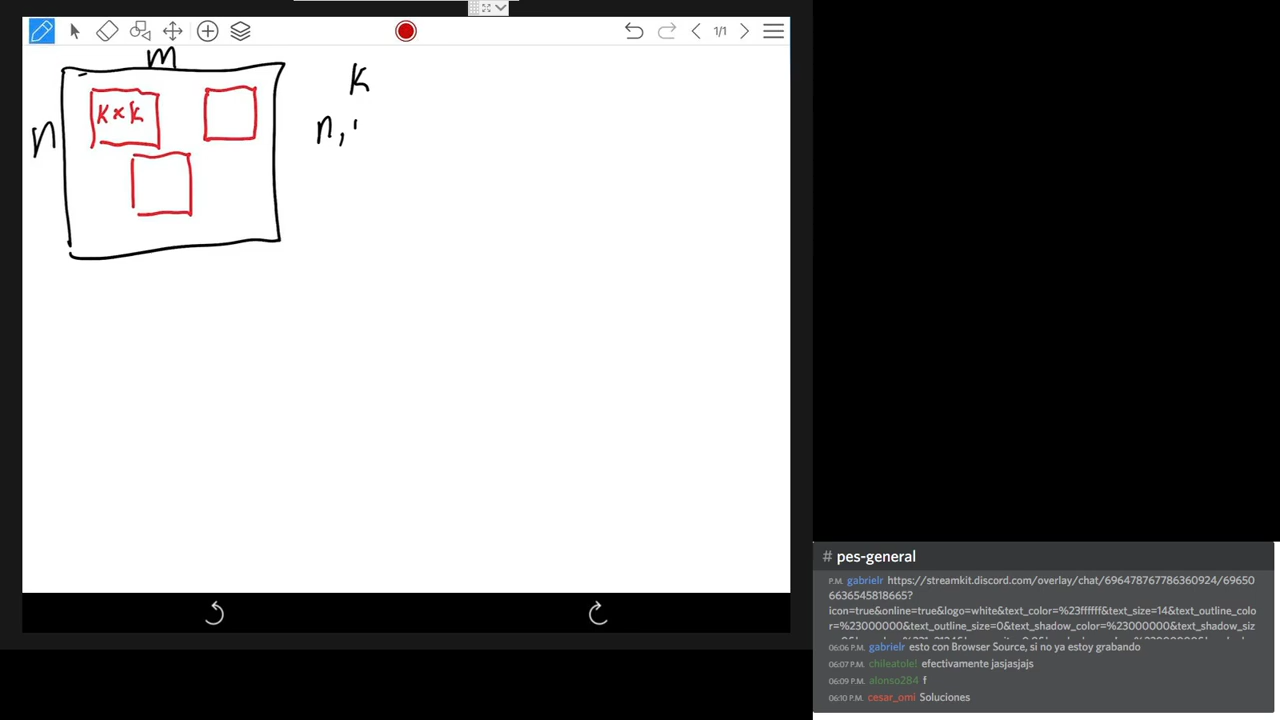 1/1
m
n
k×k
k
n,
# pes-general
P.M. gabrielr https://streamkit.discord.com/overlay/chat/696478767786360924/69650
6636545818665?
icon=true&online=true&logo=white&text_color=%23ffffff&text_size=14&text_outline_colo
r=%23000000&text_outline_size=0&text_shadow_color=%23000000&text_shadow_siz
06:06 P.M. gabrielr esto con Browser Source, si no ya estoy grabando
06:07 P.M. chileatole! efectivamente jasjasjajs
06:09 P.M. alonso284 f
06:10 P.M. cesar_omi Soluciones